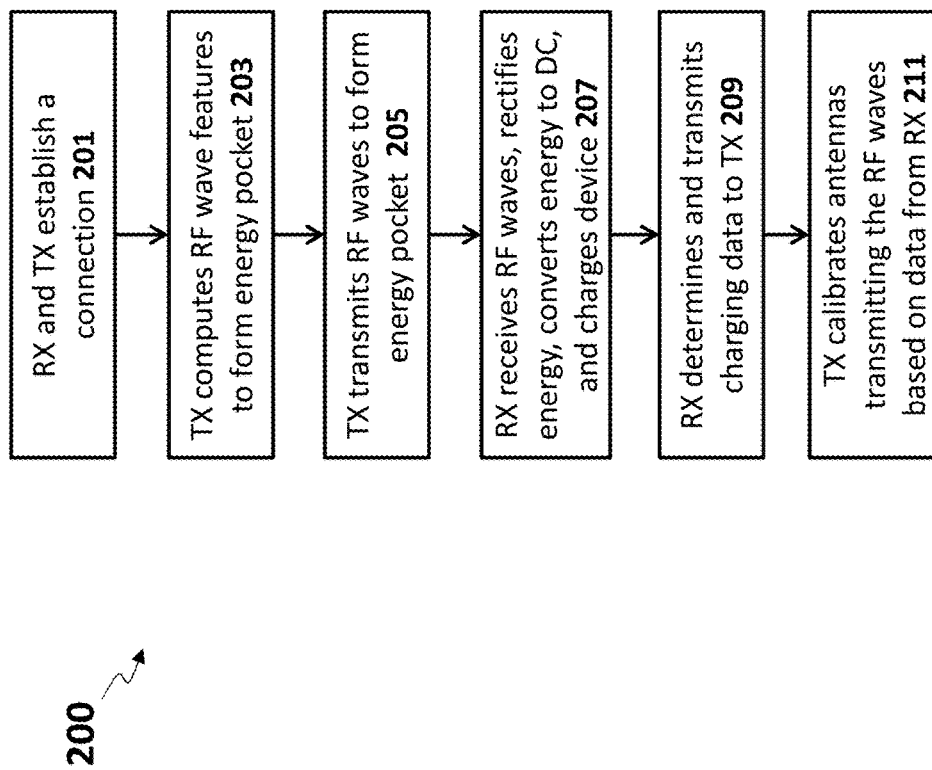 200
RX and TX establish a
connection 201
TX computes RF wave features
to form energy pocket 203
TX transmits RF waves to form
energy pocket 205
RX receives RF waves, rectifies
energy, converts energy to DC,
and charges device 207
RX determines and transmits
charging data to TX 209
TX calibrates antennas
transmitting the RF waves
based on data from RX 211